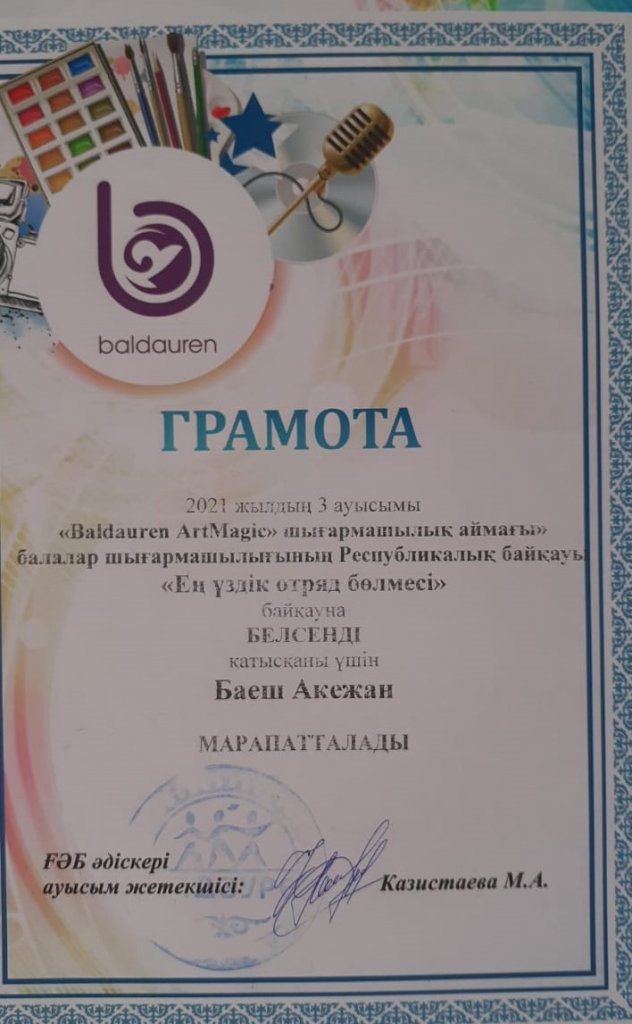 baldauren
ГРАМОТА
2021 жылдың 3 ауысымы
«Baldauren ArtMagic» шығармашылық аймағы»
балалар шығармашылығының Республикалық байқауы
«Ең үздік отряд бөлмесі»
байқауна
БЕЛСЕНДІ
қатысқаны үшін
Баеш Акежан
МАРАПАТТАЛАДЫ
ҒӘБ әдіскері
ауысым жетекшісі:
Казистаева М.А.